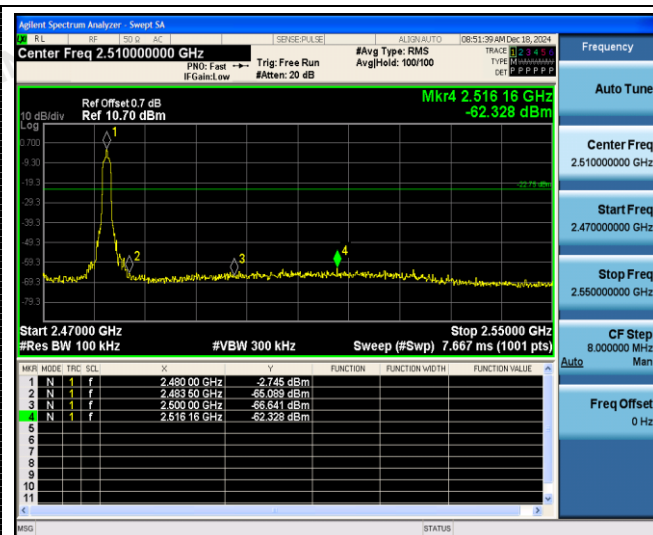 Agilent Spectrum Analyzer - Swept SA
RL RF 50 Ω AC SENSE:PULSE ALIGN AUTO 08:51:39 AM Dec 18, 2024
Center Freq 2.510000000 GHz
PNO: Fast
IFGain:Low
Trig: Free Run
#Atten: 20 dB
#Avg Type: RMS
Avg|Hold: 100/100
TRACE 1 2 3 4 5 6
TYPE M
DET P P P P P P
Frequency
Mkr4 2.516 16 GHz
-62.328 dBm
Ref Offset 0.7 dB
Ref 10.70 dBm
10 dB/div
Log
0.700
-9.30
-19.3
-29.3
-39.3
-49.3
-59.3
-69.3
-79.3
1
2
3
4
-22.75 dBm
Start 2.47000 GHz
Stop 2.55000 GHz
#Res BW 100 kHz
#VBW 300 kHz
Sweep (#Swp) 7.667 ms (1001 pts)
MKR MODE TRC SCL X Y FUNCTION FUNCTION WIDTH FUNCTION VALUE
1 N 1 f 2.480 00 GHz -2.745 dBm
2 N 1 f 2.483 50 GHz -65.089 dBm
3 N 1 f 2.500 00 GHz -66.641 dBm
4 N 1 f 2.516 16 GHz -62.328 dBm
5
6
7
8
9
10
11
MSG STATUS
Auto Tune
Center Freq
2.510000000 GHz
Start Freq
2.470000000 GHz
Stop Freq
2.550000000 GHz
CF Step
8.000000 MHz
Auto Man
Freq Offset
0 Hz